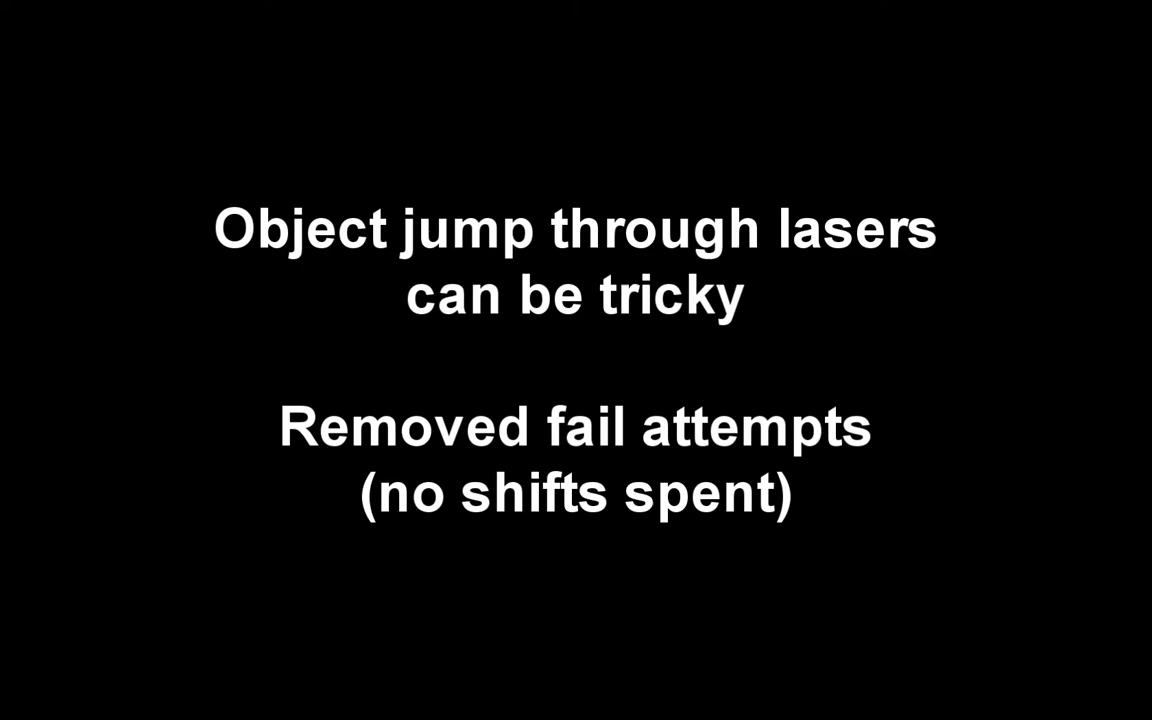 Object jump through lasers
can be tricky
Removed fail attempts
(no shifts spent)